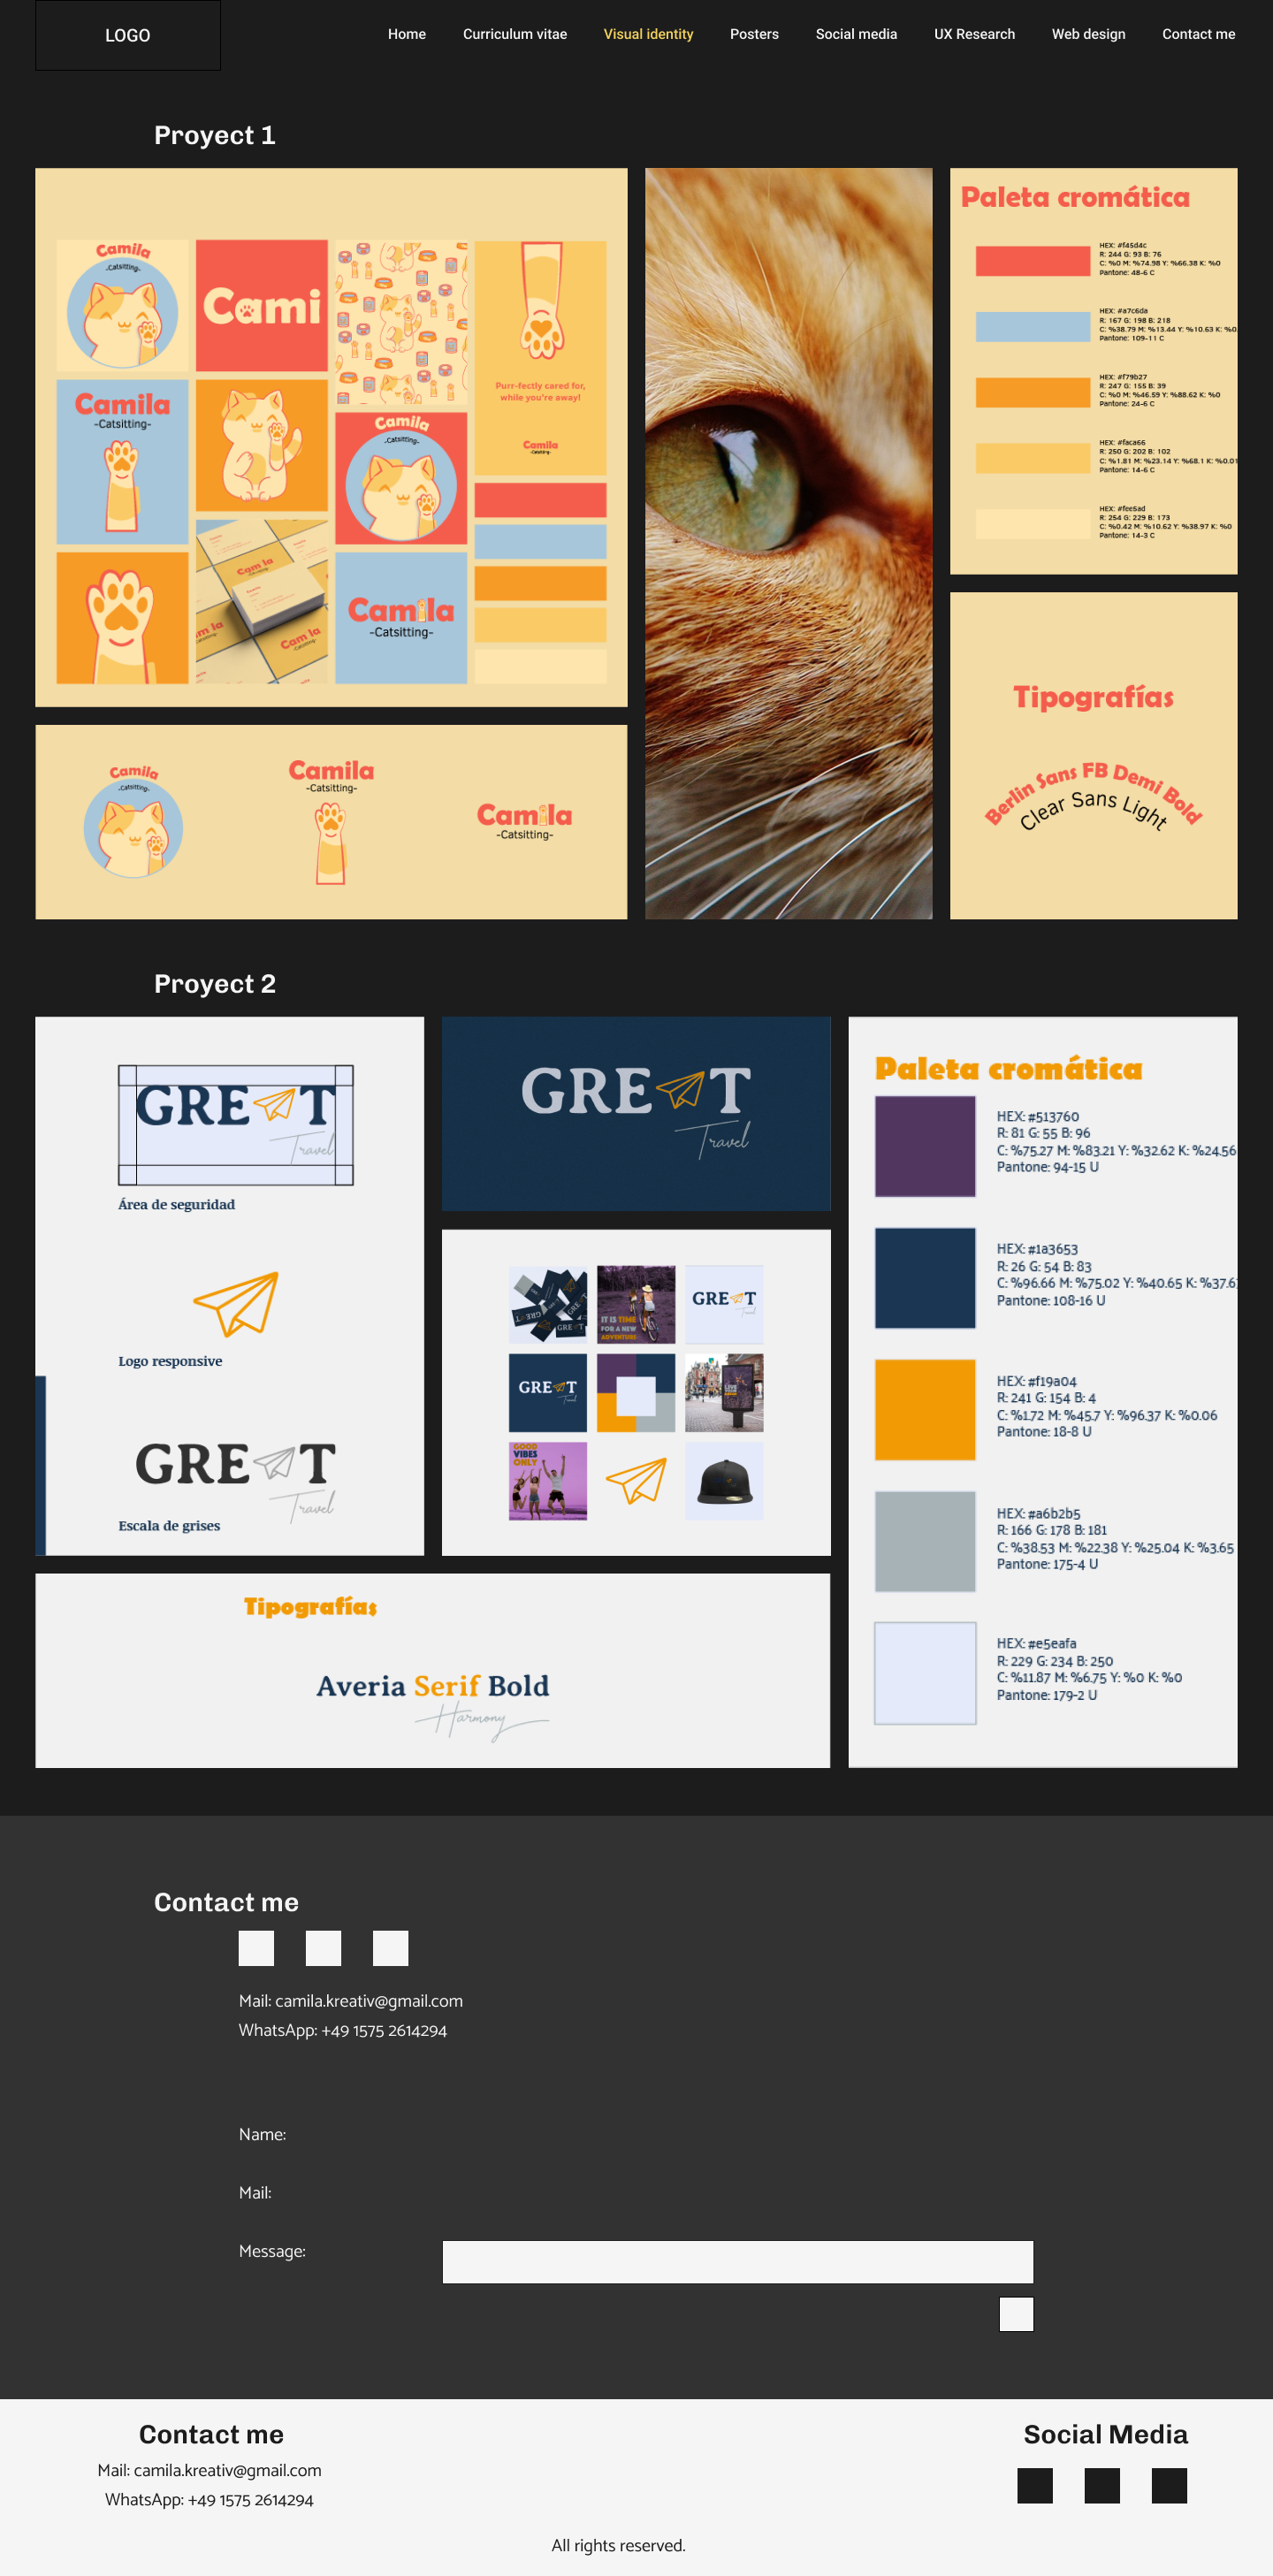 LOGO
Home
Curriculum vitae
Visual identity
Posters
Social media
UX Research
Web design
Contact me
Proyect 1
Camila
-Catsitting-
Cami
Purr-fectly cared for,
while you're away!
Camila
-Catsitting-
Camila
-Catsitting-
Camila
-Catsitting-
Camila
-Catsitting-
Camila
-Catsitting-
Camila
-Catsitting-
Camila
-Catsitting-
Paleta cromática
HEX: #f45d4c
R: 244 G: 93 B: 76
C: %0 M: %74.98 Y: %66.38 K: %0
Pantone: 48-6 C
HEX: #a7c6da
R: 167 G: 198 B: 218
C: %38.79 M: %13.44 Y: %10.63 K: %0.
Pantone: 109-11 C
HEX: #f79b27
R: 247 G: 155 B: 39
C: %0 M: %46.59 Y: %88.62 K: %0
Pantone: 24-6 C
HEX: #faca66
R: 250 G: 202 B: 102
C: %1.81 M: %23.14 Y: %68.1 K: %0.01
Pantone: 14-6 C
HEX: #fee5ad
R: 254 G: 229 B: 173
C: %0.42 M: %10.62 Y: %38.97 K: %0
Pantone: 14-3 C
Tipografías
Berlin Sans FB Demi Bold
Clear Sans Light
Proyect 2
GREAT
Travel
Área de seguridad
Logo responsive
GREAT
Travel
Escala de grises
GREAT
Travel
IT IS TIME
FOR A NEW
ADVENTURE
GREAT
GREAT
Travel
GOOD
VIBES
ONLY
Paleta cromática
HEX: #513760
R: 81 G: 55 B: 96
C: %75.27 M: %83.21 Y: %32.62 K: %24.56
Pantone: 94-15 U
HEX: #1a3653
R: 26 G: 54 B: 83
C: %96.66 M: %75.02 Y: %40.65 K: %37.6
Pantone: 108-16 U
HEX: #f19a04
R: 241 G: 154 B: 4
C: %1.72 M: %45.7 Y: %96.37 K: %0.06
Pantone: 18-8 U
HEX: #a6b2b5
R: 166 G: 178 B: 181
C: %38.53 M: %22.38 Y: %25.04 K: %3.65
Pantone: 175-4 U
HEX: #e5eafa
R: 229 G: 234 B: 250
C: %11.87 M: %6.75 Y: %0 K: %0
Pantone: 179-2 U
Tipografías
Averia Serif Bold
Harmony
Contact me
Mail: camila.kreativ@gmail.com
WhatsApp: +49 1575 2614294
Name:
Mail:
Message:
Contact me
Mail: camila.kreativ@gmail.com
WhatsApp: +49 1575 2614294
Social Media
All rights reserved.